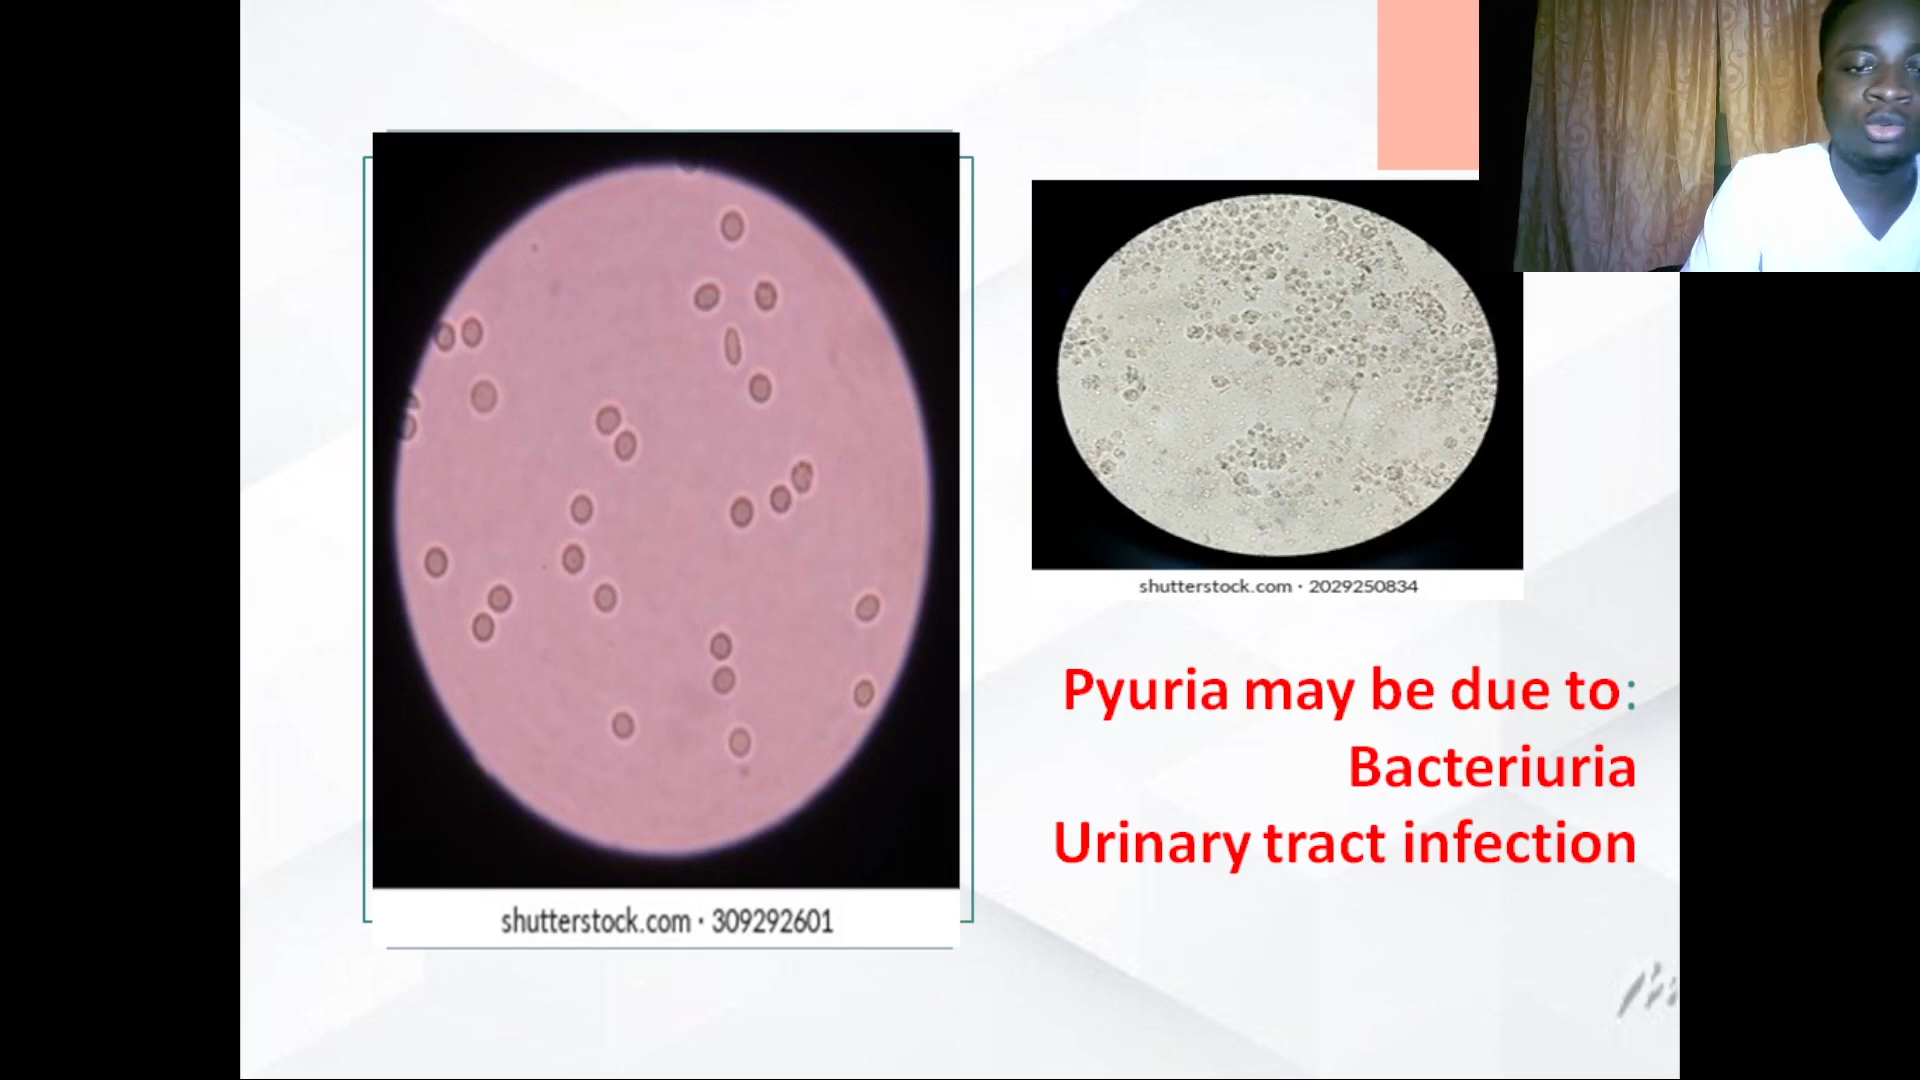 shutterstock.com · 309292601
shutterstock.com · 2029250834
Pyuria may be due to:
Bacteriuria
Urinary tract infection